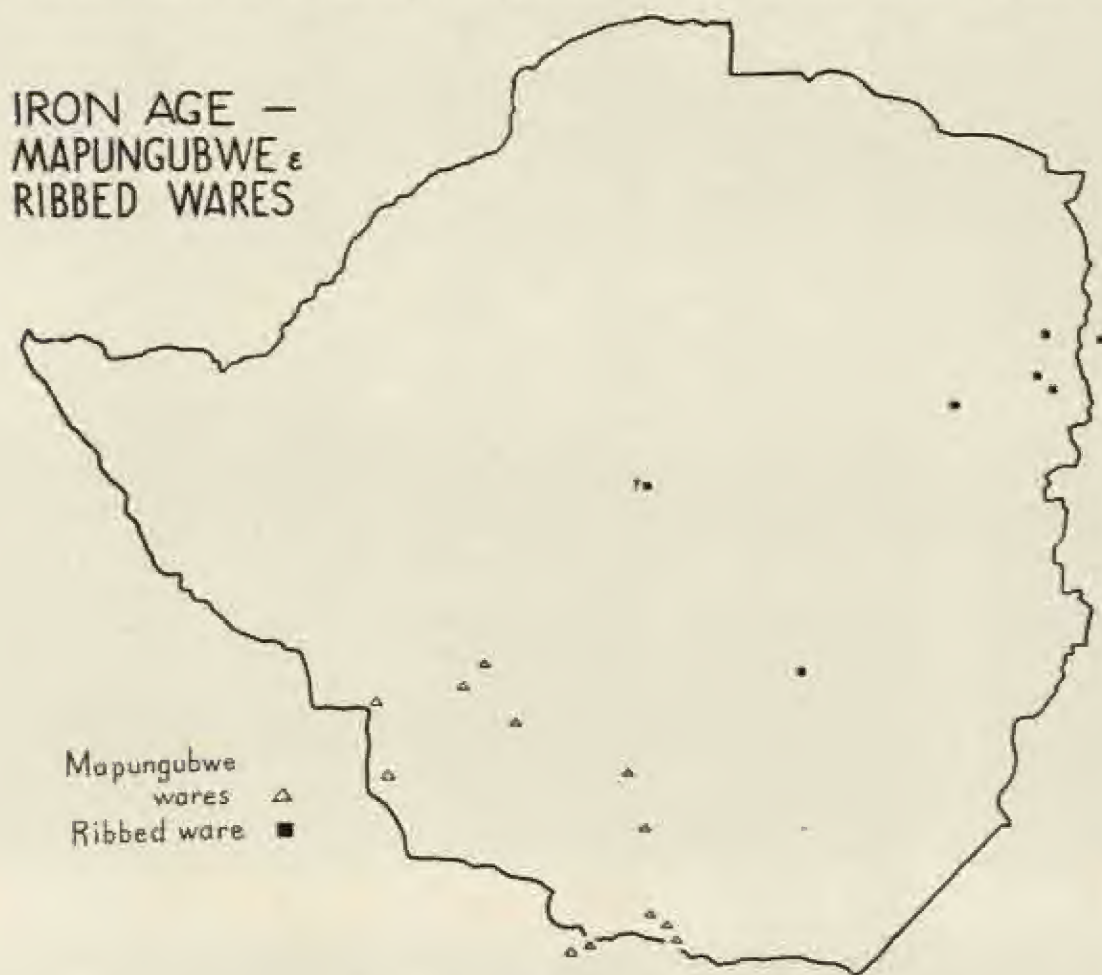 IRON AGE —
MAPUNGUBWE &
RIBBED WARES
?
Mapungubwe
wares
Ribbed ware